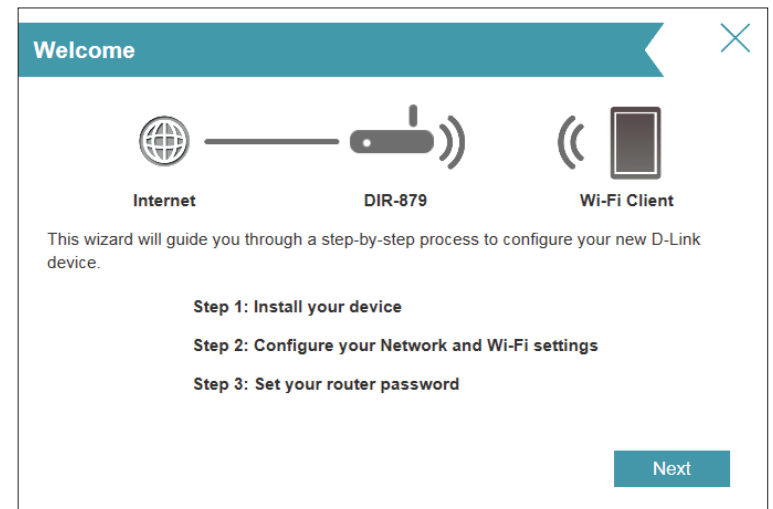 Welcome
Internet DIR-879 Wi-Fi Client
This wizard will guide you through a step-by-step process to configure your new D-Link
device.
Step 1: Install your device
Step 2: Configure your Network and Wi-Fi settings
Step 3: Set your router password
Next